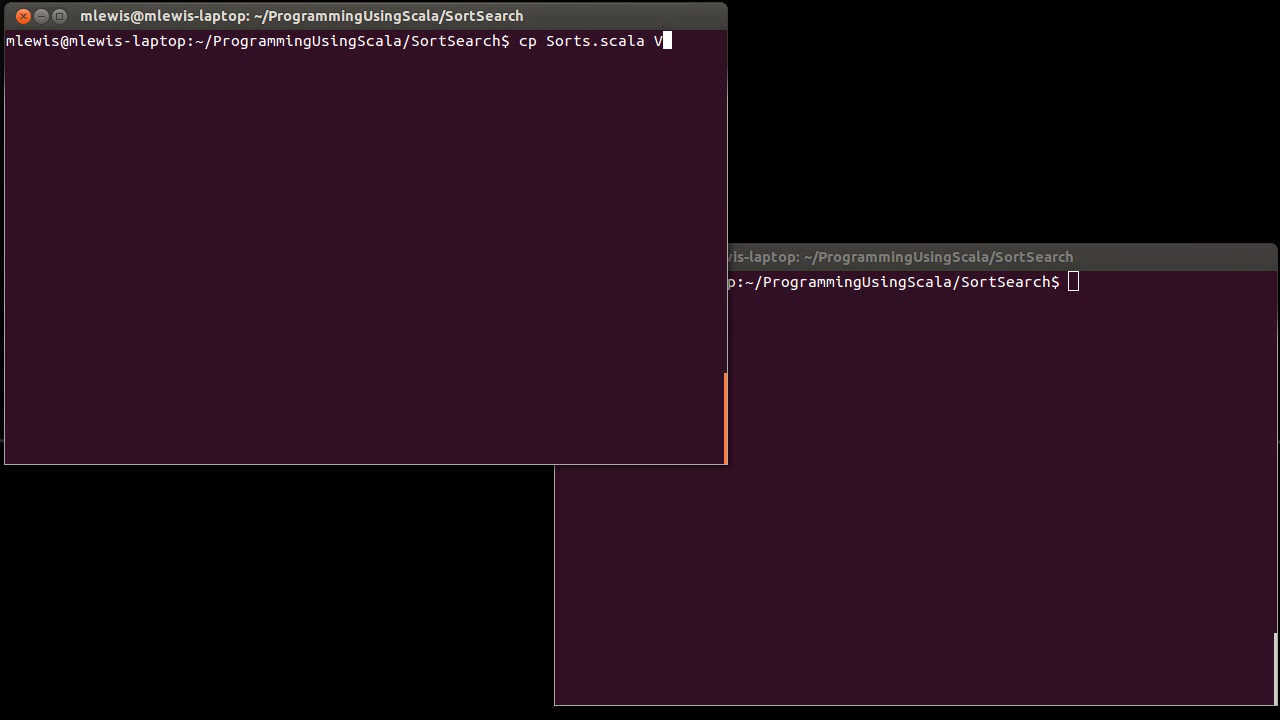 mlewis@mlewis-laptop: ~/ProgrammingUsingScala/SortSearch
mlewis@mlewis-laptop:~/ProgrammingUsingScala/SortSearch$ cp Sorts.scala V
vis-laptop: ~/ProgrammingUsingScala/SortSearch
p:~/ProgrammingUsingScala/SortSearch$